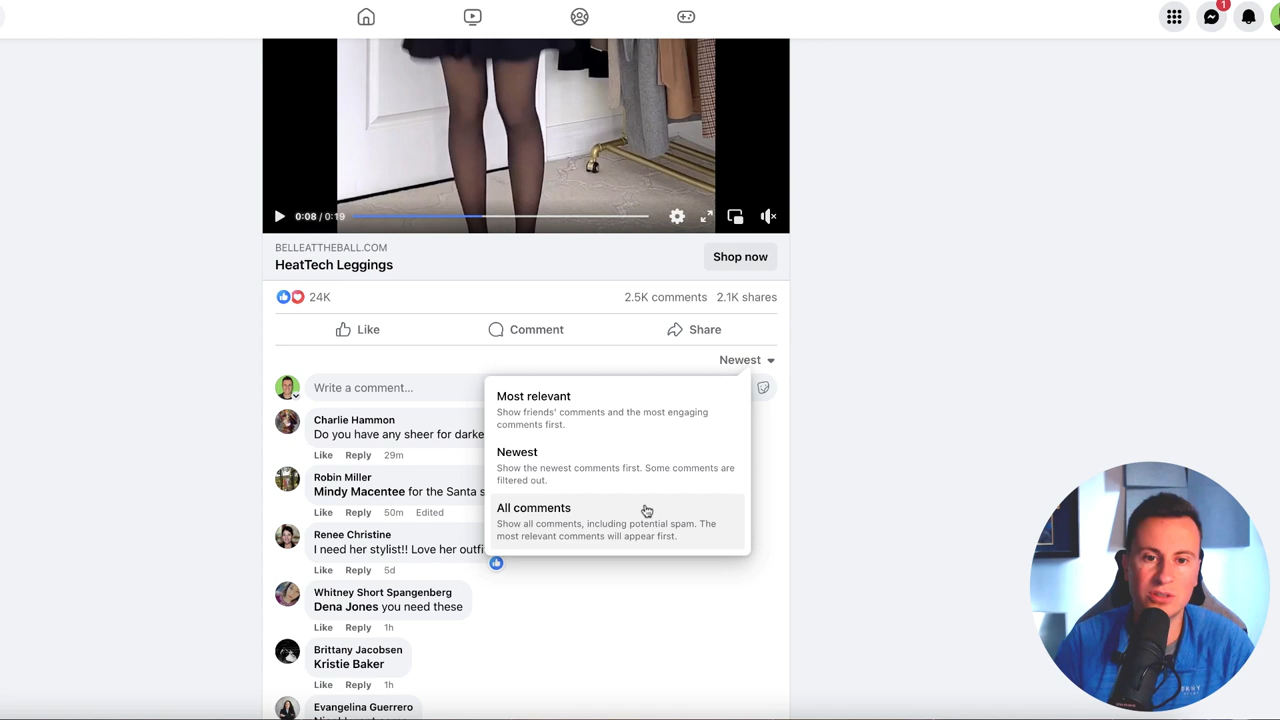 1
0:08 / 0:19
BELLEATTHEBALL.COM
HeatTech Leggings
Shop now
24K
2.5K comments 2.1K shares
Like
Comment
Share
Newest
Write a comment...
Most relevant
Show friends' comments and the most engaging
comments first.
Newest
Show the newest comments first. Some comments are
filtered out.
All comments
Show all comments, including potential spam. The
most relevant comments will appear first.
Charlie Hammon
Do you have any sheer for darke
Like Reply 29m
Robin Miller
Mindy Macentee for the Santa s
Like Reply 50m Edited
Renee Christine
I need her stylist!! Love her outfi
Like Reply 5d
Whitney Short Spangenberg
Dena Jones you need these
Like Reply 1h
Brittany Jacobsen
Kristie Baker
Like Reply 1h
Evangelina Guerrero
DKNY